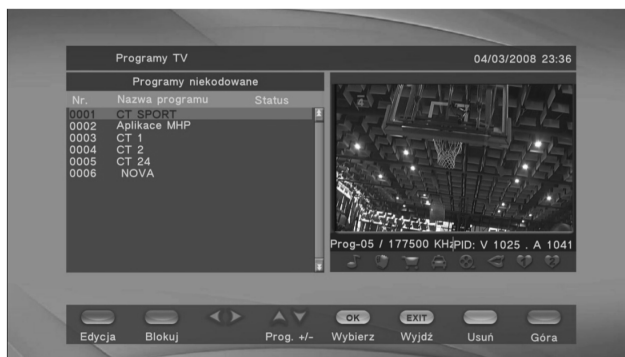 Programy TV 04/03/2008 23:36
Programy niekodowane
Nr. Nazwa programu Status
0001 CT SPORT
0002 Aplikace MHP
0003 CT 1
0004 CT 2
0005 CT 24
0006 NOVA
Prog-05 / 177500 KHz PID: V 1025 . A 1041
OK EXIT
Edycja Blokuj Prog. +/- Wybierz Wyjdź Usuń Góra